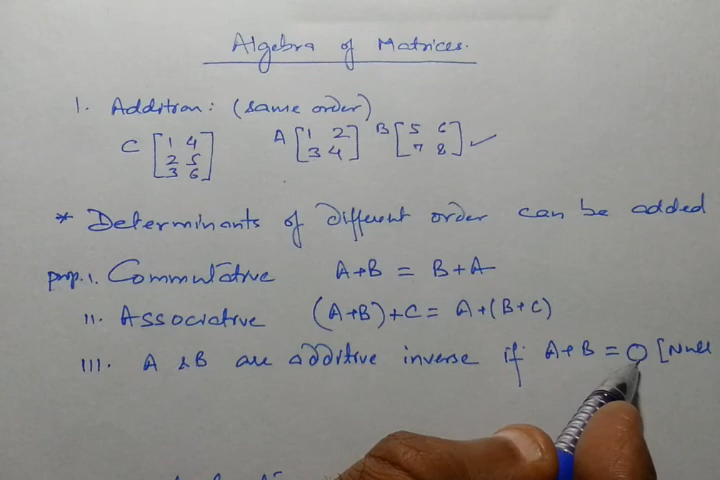 Algebra of Matrices.
1. Addition: (same order)
C [1 4 A [1 2 B [5 6
2 5 3 4] 7 8] ✓
3 6]
* Determinants of different order can be added
prop. i. Commutative A+B = B+A
ii. Associative (A+B)+C = A+(B+C)
iii. A & B are additive inverse if A+B = O [Null